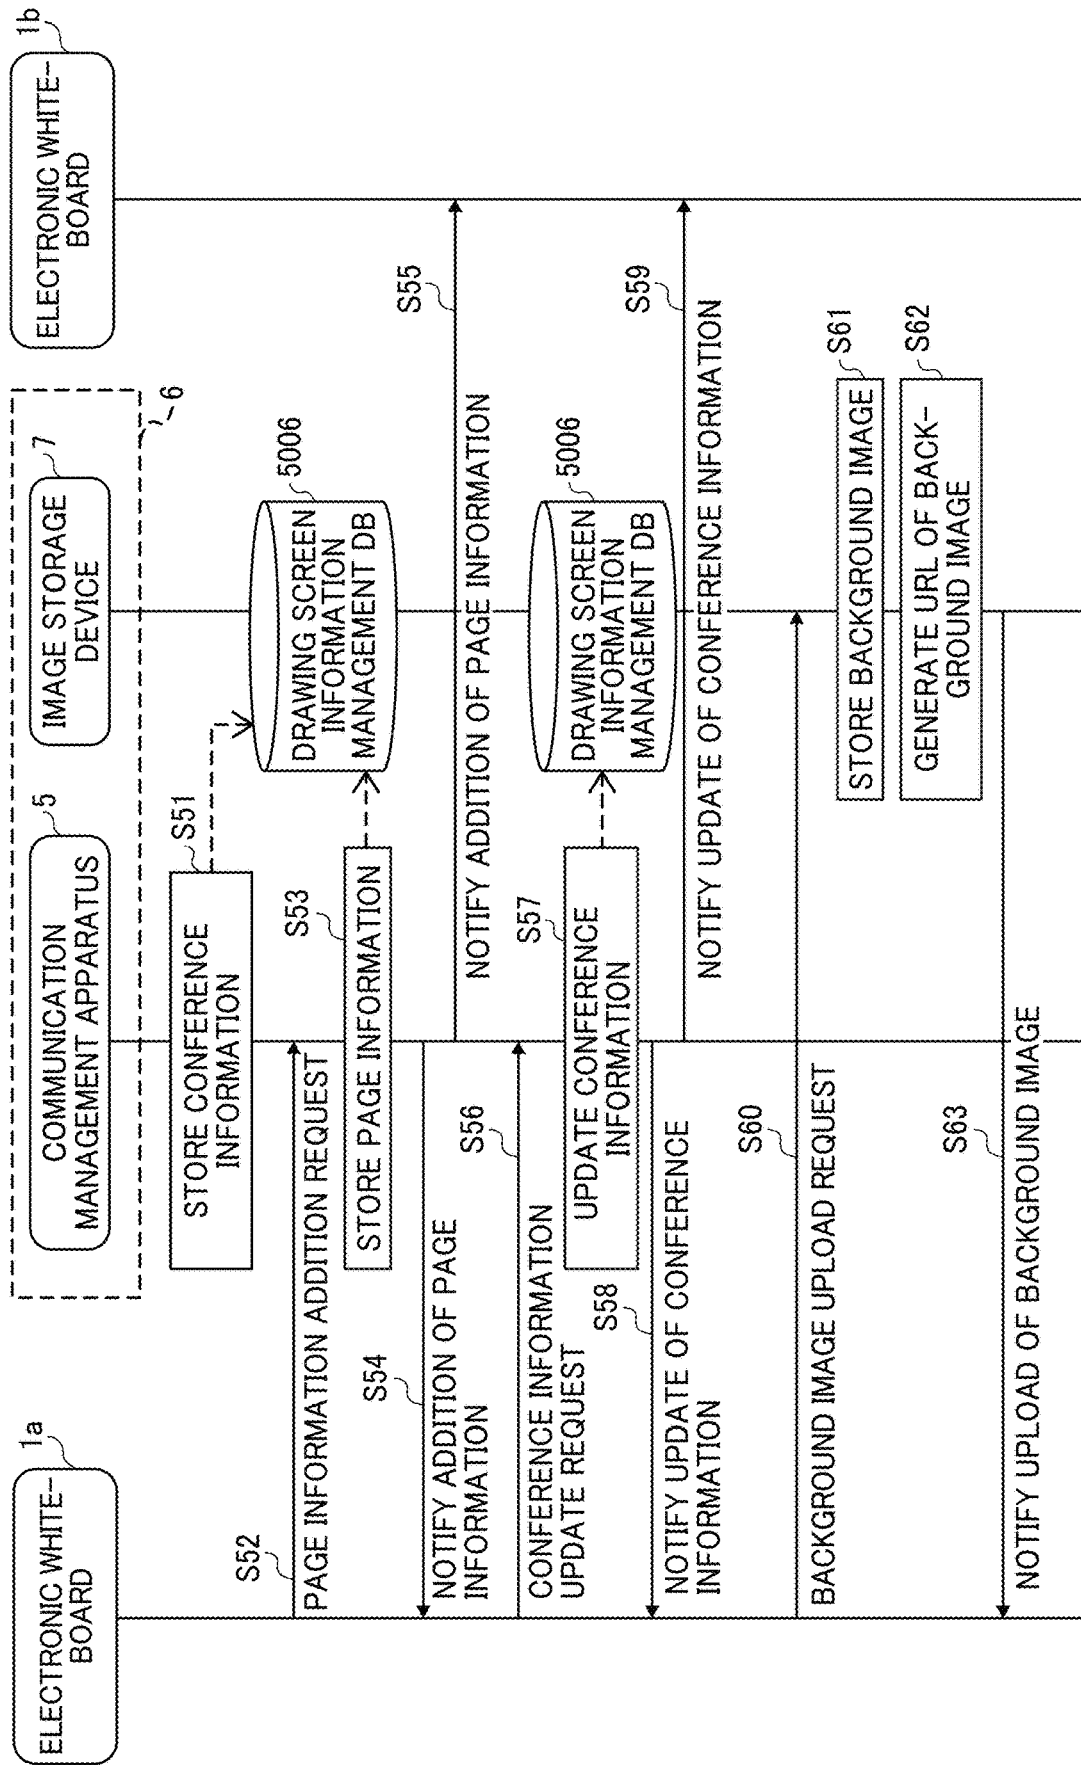 1a
ELECTRONIC WHITE-
BOARD
5
COMMUNICATION
MANAGEMENT APPARATUS
7
IMAGE STORAGE
DEVICE
6
1b
ELECTRONIC WHITE-
BOARD
S51
STORE CONFERENCE
INFORMATION
5006
DRAWING SCREEN
INFORMATION
MANAGEMENT DB
S52
PAGE INFORMATION ADDITION REQUEST
S53
STORE PAGE INFORMATION
S54
NOTIFY ADDITION OF PAGE
INFORMATION
S55
NOTIFY ADDITION OF PAGE INFORMATION
S56
CONFERENCE INFORMATION
UPDATE REQUEST
S57
UPDATE CONFERENCE
INFORMATION
5006
DRAWING SCREEN
INFORMATION
MANAGEMENT DB
S58
NOTIFY UPDATE OF CONFERENCE
INFORMATION
S59
NOTIFY UPDATE OF CONFERENCE INFORMATION
S60
BACKGROUND IMAGE UPLOAD REQUEST
S61
STORE BACKGROUND IMAGE
S62
GENERATE URL OF BACK-
GROUND IMAGE
S63
NOTIFY UPLOAD OF BACKGROUND IMAGE